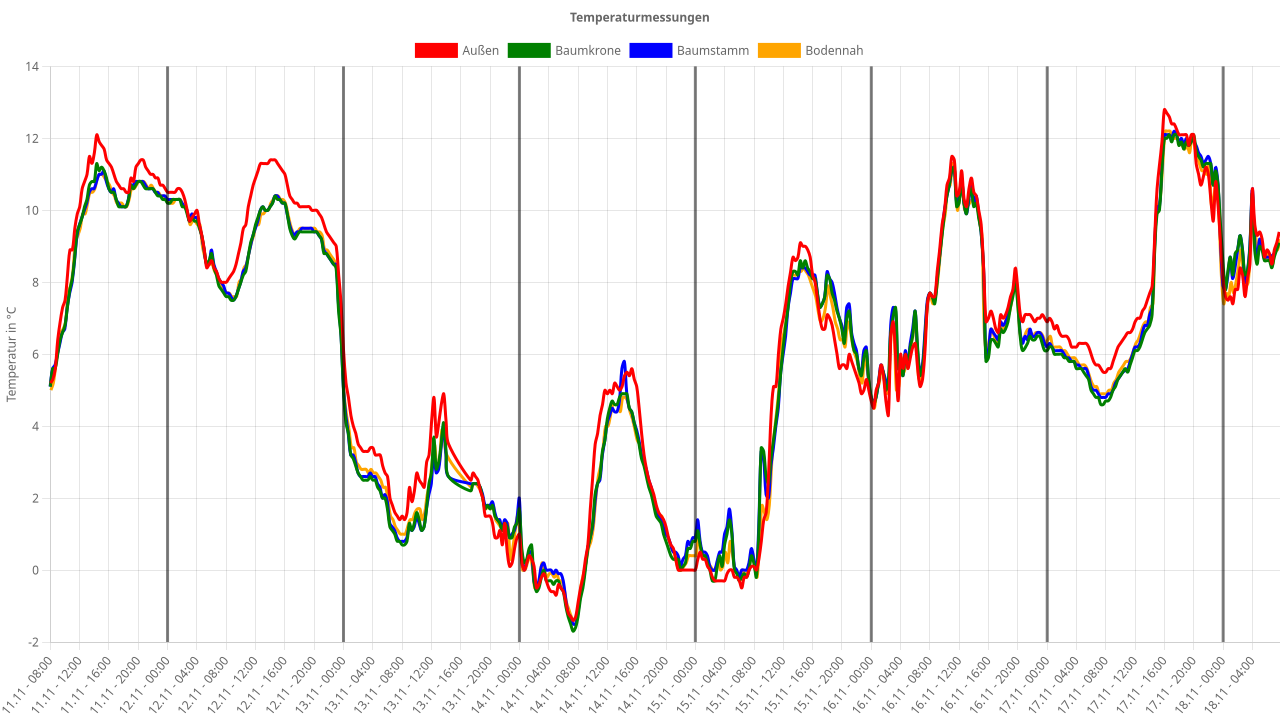 Temperaturmessungen
Außen Baumkrone Baumstamm Bodennah
Temperatur in °C
14
12
10
8
6
4
2
0
-2
11.11 - 08:00
11.11 - 12:00
11.11 - 16:00
11.11 - 20:00
12.11 - 00:00
12.11 - 04:00
12.11 - 08:00
12.11 - 12:00
12.11 - 16:00
12.11 - 20:00
13.11 - 00:00
13.11 - 04:00
13.11 - 08:00
13.11 - 12:00
13.11 - 16:00
13.11 - 20:00
14.11 - 00:00
14.11 - 04:00
14.11 - 08:00
14.11 - 12:00
14.11 - 16:00
14.11 - 20:00
15.11 - 00:00
15.11 - 04:00
15.11 - 08:00
15.11 - 12:00
15.11 - 16:00
15.11 - 20:00
16.11 - 00:00
16.11 - 04:00
16.11 - 08:00
16.11 - 12:00
16.11 - 16:00
16.11 - 20:00
17.11 - 00:00
17.11 - 04:00
17.11 - 08:00
17.11 - 12:00
17.11 - 16:00
17.11 - 20:00
18.11 - 00:00
18.11 - 04:00